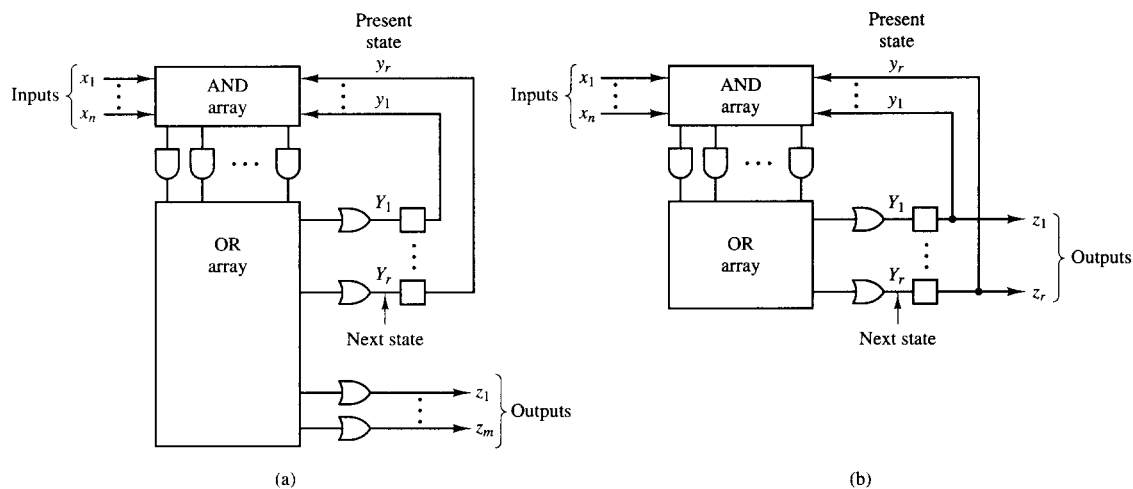 Present
state
Inputs
x1
xn
AND
array
yr
y1
OR
array
Y1
Yr
Next state
z1
zm
Outputs
(a)
Present
state
Inputs
x1
xn
AND
array
yr
y1
OR
array
Y1
Yr
Next state
z1
zr
Outputs
(b)